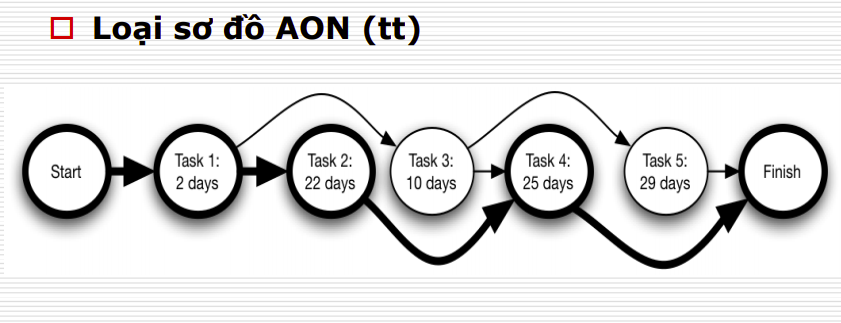 Loại sơ đồ AON (tt)
Start
Task 1:
2 days
Task 2:
22 days
Task 3:
10 days
Task 4:
25 days
Task 5:
29 days
Finish